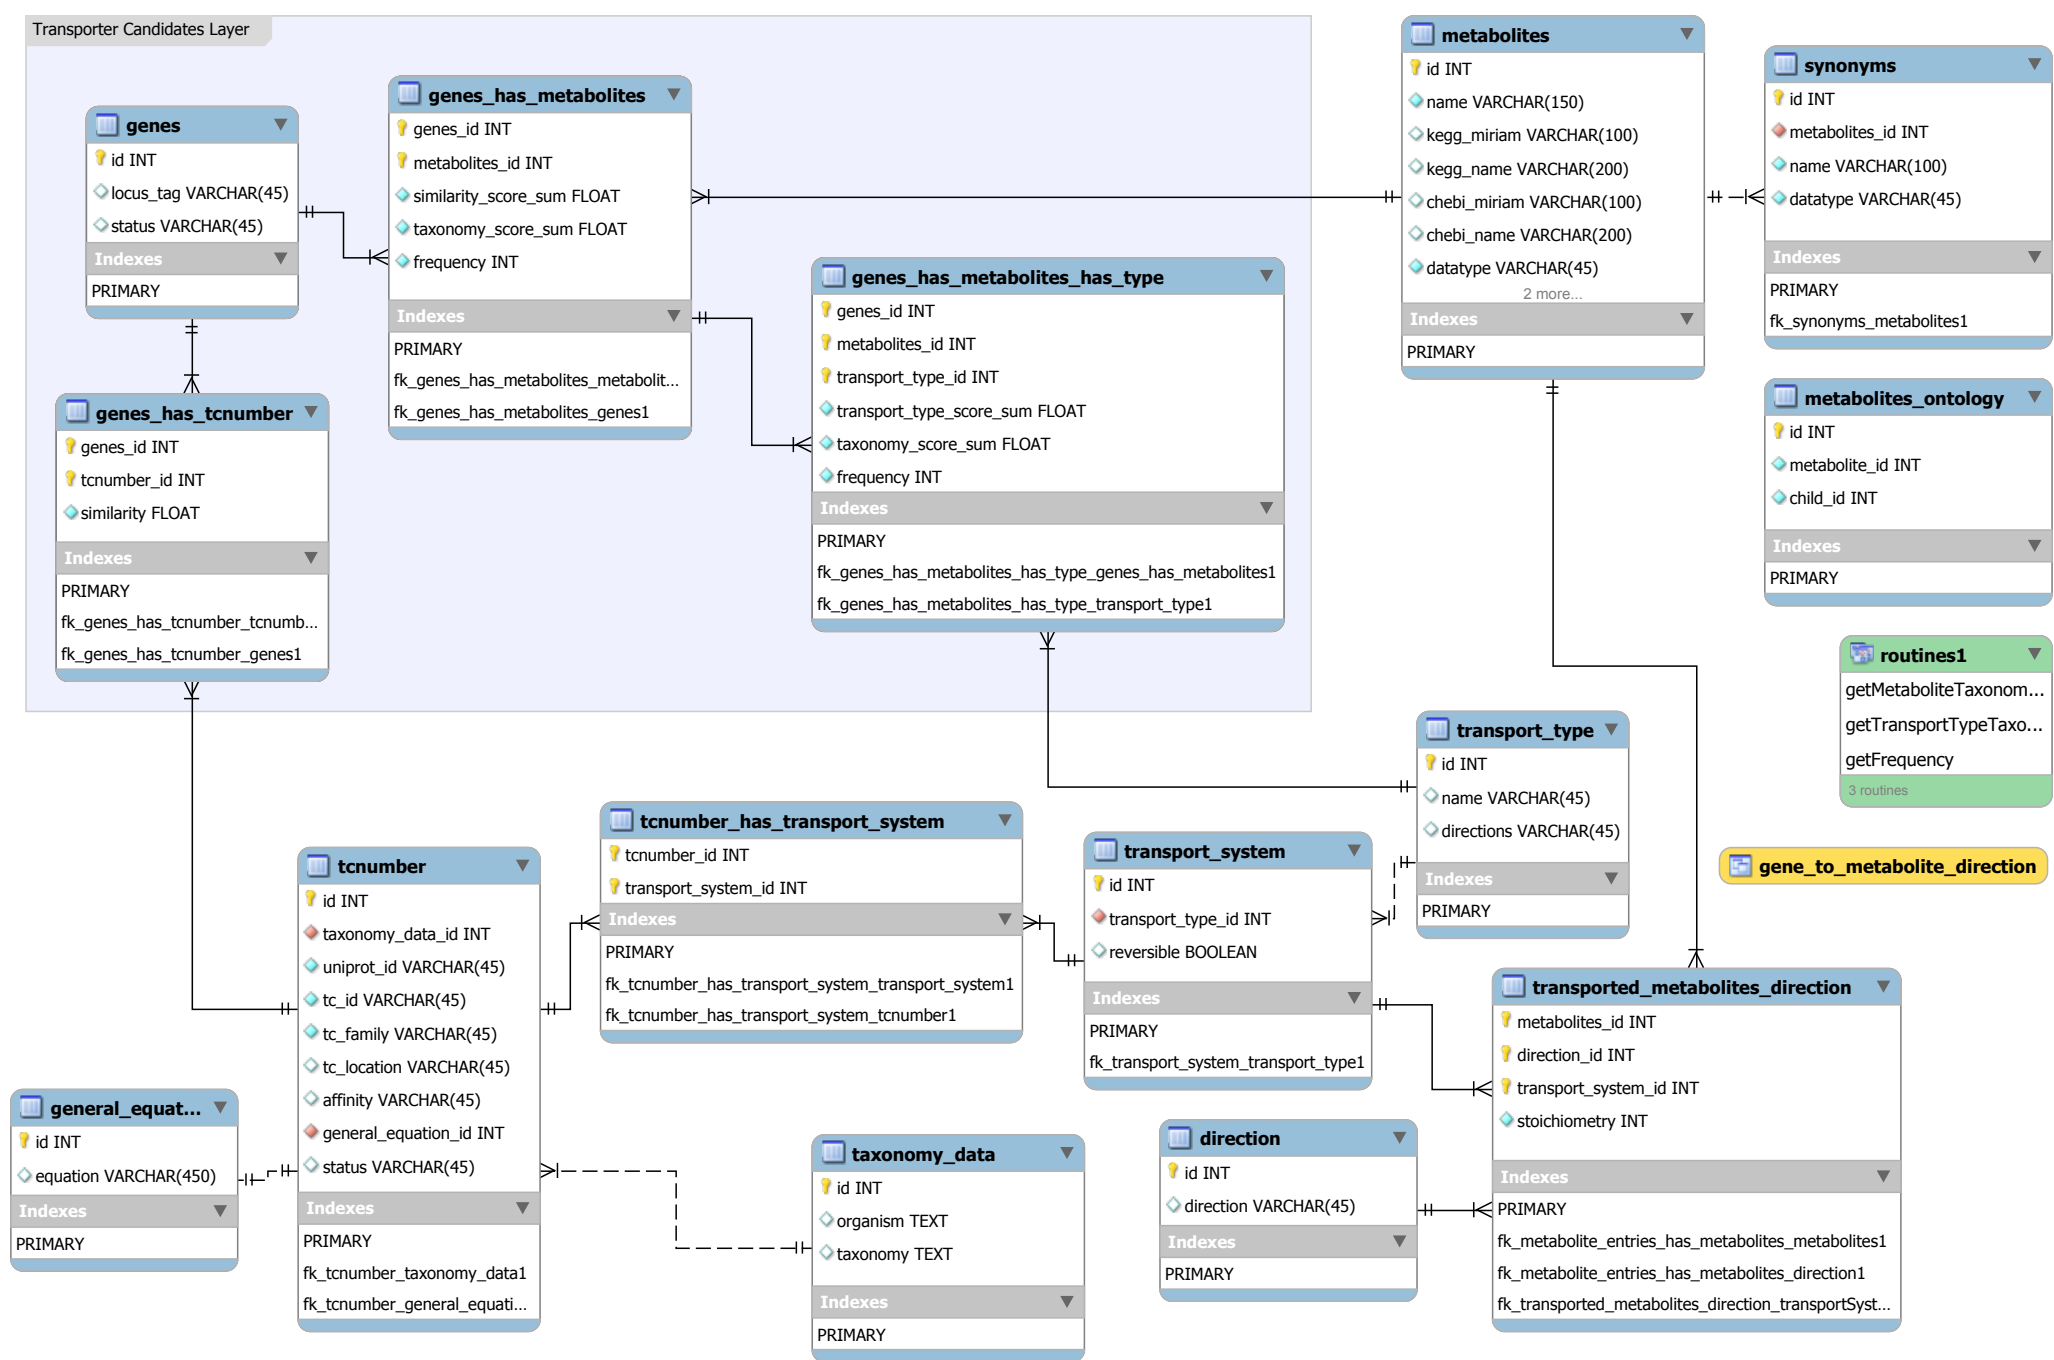 Transporter Candidates Layer
genes
id INT
locus_tag VARCHAR(45)
status VARCHAR(45)
Indexes
PRIMARY
genes_has_metabolites
genes_id INT
metabolites_id INT
similarity_score_sum FLOAT
taxonomy_score_sum FLOAT
frequency INT
Indexes
PRIMARY
fk_genes_has_metabolites_metabolit...
fk_genes_has_metabolites_genes1
genes_has_metabolites_has_type
genes_id INT
metabolites_id INT
transport_type_id INT
transport_type_score_sum FLOAT
taxonomy_score_sum FLOAT
frequency INT
Indexes
PRIMARY
fk_genes_has_metabolites_has_type_genes_has_metabolites1
fk_genes_has_metabolites_has_type_transport_type1
genes_has_tcnumber
genes_id INT
tcnumber_id INT
similarity FLOAT
Indexes
PRIMARY
fk_genes_has_tcnumber_tcnumb...
fk_genes_has_tcnumber_genes1
metabolites
id INT
name VARCHAR(150)
kegg_miriam VARCHAR(100)
kegg_name VARCHAR(200)
chebi_miriam VARCHAR(100)
chebi_name VARCHAR(200)
datatype VARCHAR(45)
2 more...
Indexes
PRIMARY
synonyms
id INT
metabolites_id INT
name VARCHAR(100)
datatype VARCHAR(45)
Indexes
PRIMARY
fk_synonyms_metabolites1
metabolites_ontology
id INT
metabolite_id INT
child_id INT
Indexes
PRIMARY
routines1
getMetaboliteTaxonom...
getTransportTypeTaxo...
getFrequency
3 routines
gene_to_metabolite_direction
transport_type
id INT
name VARCHAR(45)
directions VARCHAR(45)
Indexes
PRIMARY
tcnumber_has_transport_system
tcnumber_id INT
transport_system_id INT
Indexes
PRIMARY
fk_tcnumber_has_transport_system_transport_system1
fk_tcnumber_has_transport_system_tcnumber1
transport_system
id INT
transport_type_id INT
reversible BOOLEAN
Indexes
PRIMARY
fk_transport_system_transport_type1
tcnumber
id INT
taxonomy_data_id INT
uniprot_id VARCHAR(45)
tc_id VARCHAR(45)
tc_family VARCHAR(45)
tc_location VARCHAR(45)
affinity VARCHAR(45)
general_equation_id INT
status VARCHAR(45)
Indexes
PRIMARY
fk_tcnumber_taxonomy_data1
fk_tcnumber_general_equati...
general_equat...
id INT
equation VARCHAR(450)
Indexes
PRIMARY
taxonomy_data
id INT
organism TEXT
taxonomy TEXT
Indexes
PRIMARY
direction
id INT
direction VARCHAR(45)
Indexes
PRIMARY
transported_metabolites_direction
metabolites_id INT
direction_id INT
transport_system_id INT
stoichiometry INT
Indexes
PRIMARY
fk_metabolite_entries_has_metabolites_metabolites1
fk_metabolite_entries_has_metabolites_direction1
fk_transported_metabolites_direction_transportSyst...